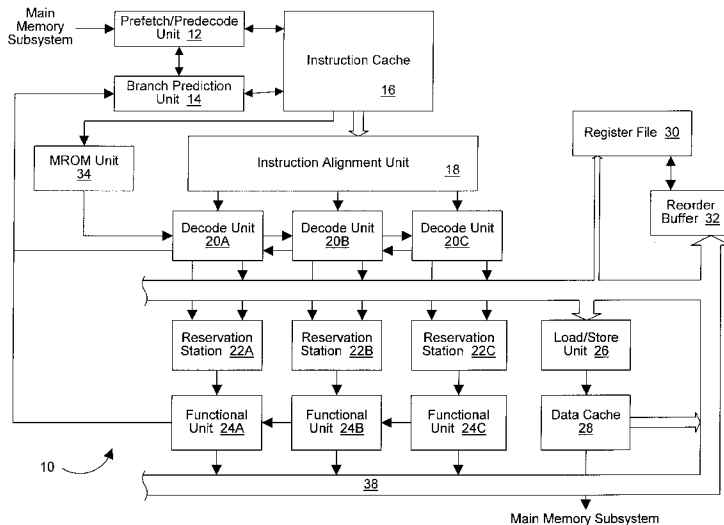 Main
Memory
Subsystem
Prefetch/Predecode
Unit 12
Branch Prediction
Unit 14
Instruction Cache
16
MROM Unit
34
Instruction Alignment Unit
18
Register File 30
Reorder
Buffer 32
Decode Unit
20A
Decode Unit
20B
Decode Unit
20C
Reservation
Station 22A
Reservation
Station 22B
Reservation
Station 22C
Load/Store
Unit 26
Functional
Unit 24A
Functional
Unit 24B
Functional
Unit 24C
Data Cache
28
10
38
Main Memory Subsystem